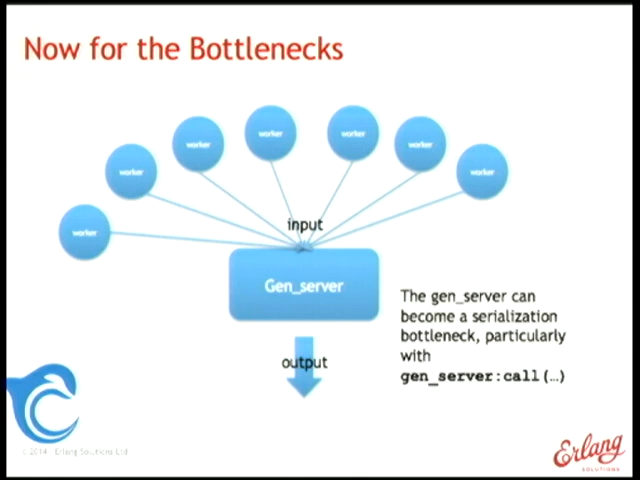 Now for the Bottlenecks
worker
worker
worker
worker
worker
worker
worker
input
Gen_server
output
The gen_server can
become a serialization
bottleneck, particularly
with
gen_server:call(…)
© 2014 Erlang Solutions Ltd
Erlang
SOLUTIONS